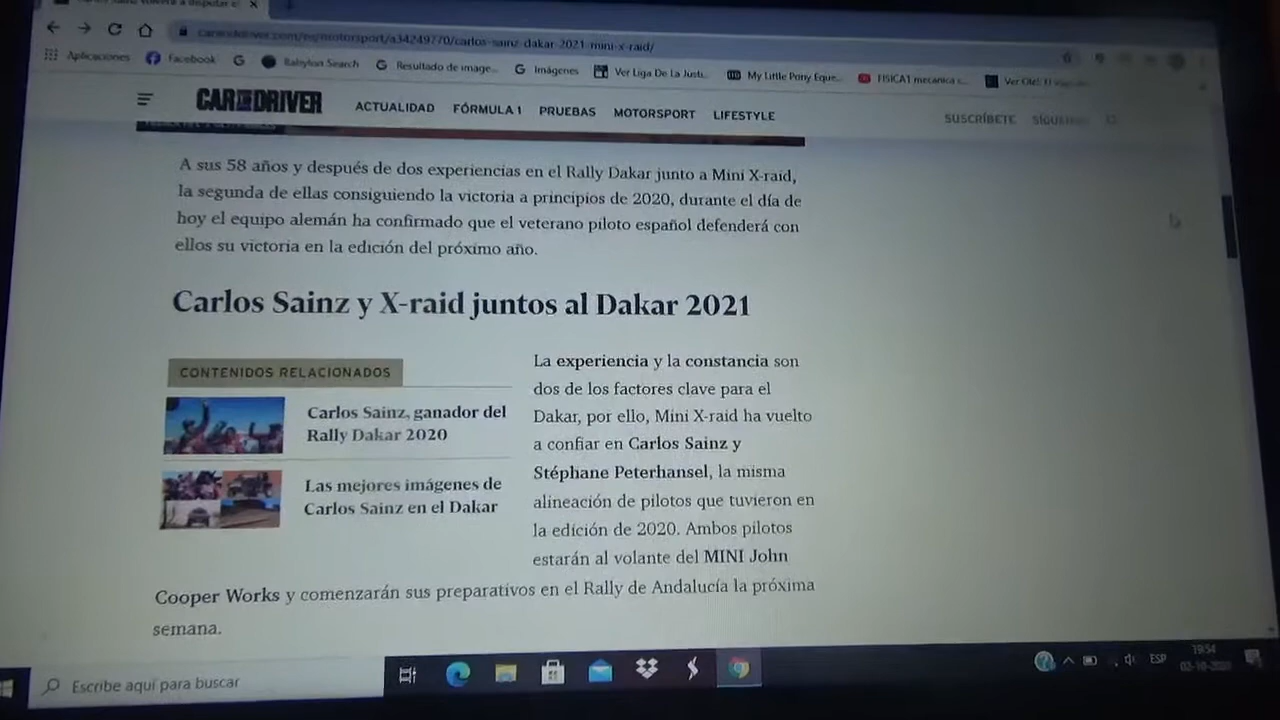 caranddriver.com/es/motorsport/a34249770/carlos-sainz-dakar-2021-mini-x-raid/
Aplicaciones Facebook Babylon Search Resultado de image... Imágenes Ver Liga De La Justi... My Little Pony Eque... FISICA1 mecanica c...
CAR AND DRIVER ACTUALIDAD FÓRMULA 1 PRUEBAS MOTORSPORT LIFESTYLE SUSCRÍBETE
A sus 58 años y después de dos experiencias en el Rally Dakar junto a Mini X-raid,
la segunda de ellas consiguiendo la victoria a principios de 2020, durante el día de
hoy el equipo alemán ha confirmado que el veterano piloto español defenderá con
ellos su victoria en la edición del próximo año.
Carlos Sainz y X-raid juntos al Dakar 2021
CONTENIDOS RELACIONADOS
Carlos Sainz, ganador del
Rally Dakar 2020
Las mejores imágenes de
Carlos Sainz en el Dakar
La experiencia y la constancia son
dos de los factores clave para el
Dakar, por ello, Mini X-raid ha vuelto
a confiar en Carlos Sainz y
Stéphane Peterhansel, la misma
alineación de pilotos que tuvieron en
la edición de 2020. Ambos pilotos
estarán al volante del MINI John
Cooper Works y comenzarán sus preparativos en el Rally de Andalucía la próxima
semana.
Escribe aquí para buscar
ESP
19:54
02-10-2020